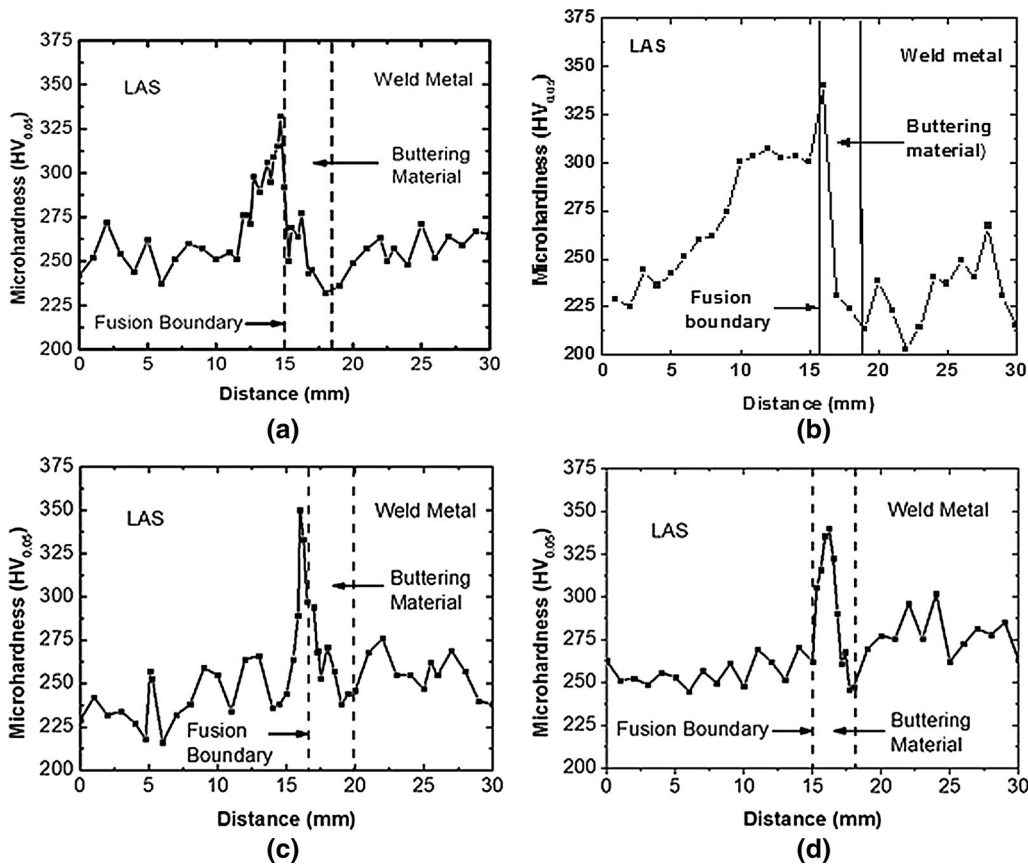 375
350
325
300
275
250
225
200
Microhardness (HV0.05)
LAS
Weld Metal
Buttering
Material
Fusion Boundary
0 5 10 15 20 25 30
Distance (mm)
(a)
375
350
325
300
275
250
225
200
Microhardness (HV0.05)
LAS
Weld metal
Buttering
material)
Fusion
boundary
0 5 10 15 20 25 30
Distance (mm)
(b)
375
350
325
300
275
250
225
200
Microhardness (HV0.05)
LAS
Weld Metal
Buttering
Material
Fusion
Boundary
0 5 10 15 20 25 30
Distance (mm)
(c)
375
350
325
300
275
250
225
200
Microhardness (HV0.05)
LAS
Weld Metal
Fusion Boundary
Buttering
Material
0 5 10 15 20 25 30
Distance (mm)
(d)